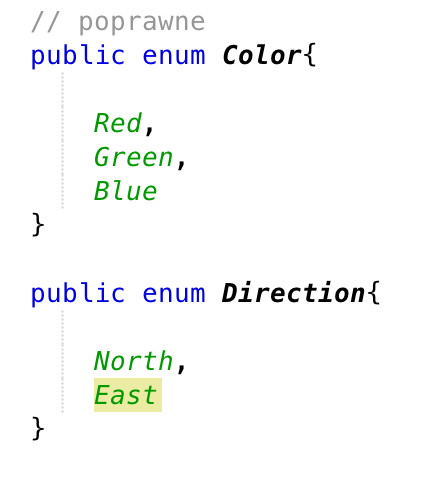 // poprawne
public enum Color{
Red,
Green,
Blue
}
public enum Direction{
North,
East
}